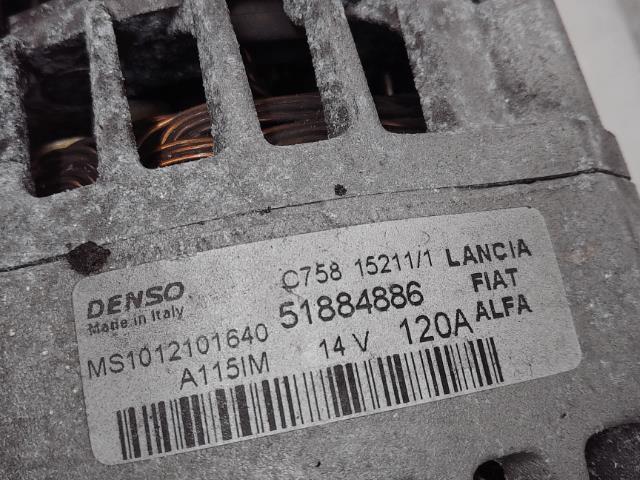 DENSO
Made in Italy
C758 15211/1 LANCIA
51884886 FIAT
MS1012101640
A115IM 14 V 120A ALFA